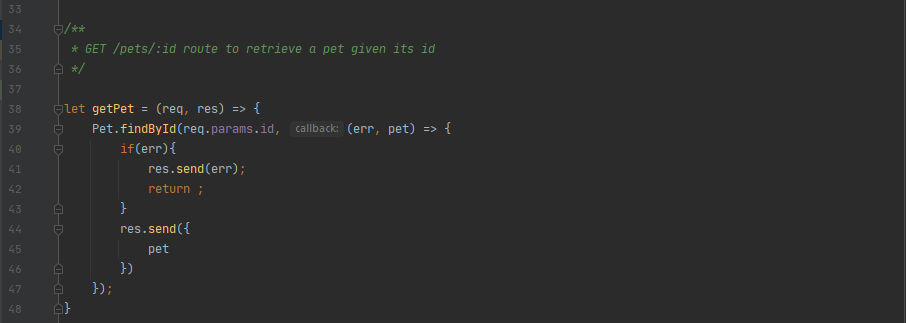 33
34 /**
35  * GET /pets/:id route to retrieve a pet given its id
36  */
37
38 let getPet = (req, res) => {
39     Pet.findById(req.params.id, callback: (err, pet) => {
40         if(err){
41             res.send(err);
42             return ;
43         }
44         res.send({
45             pet
46         })
47     });
48 }